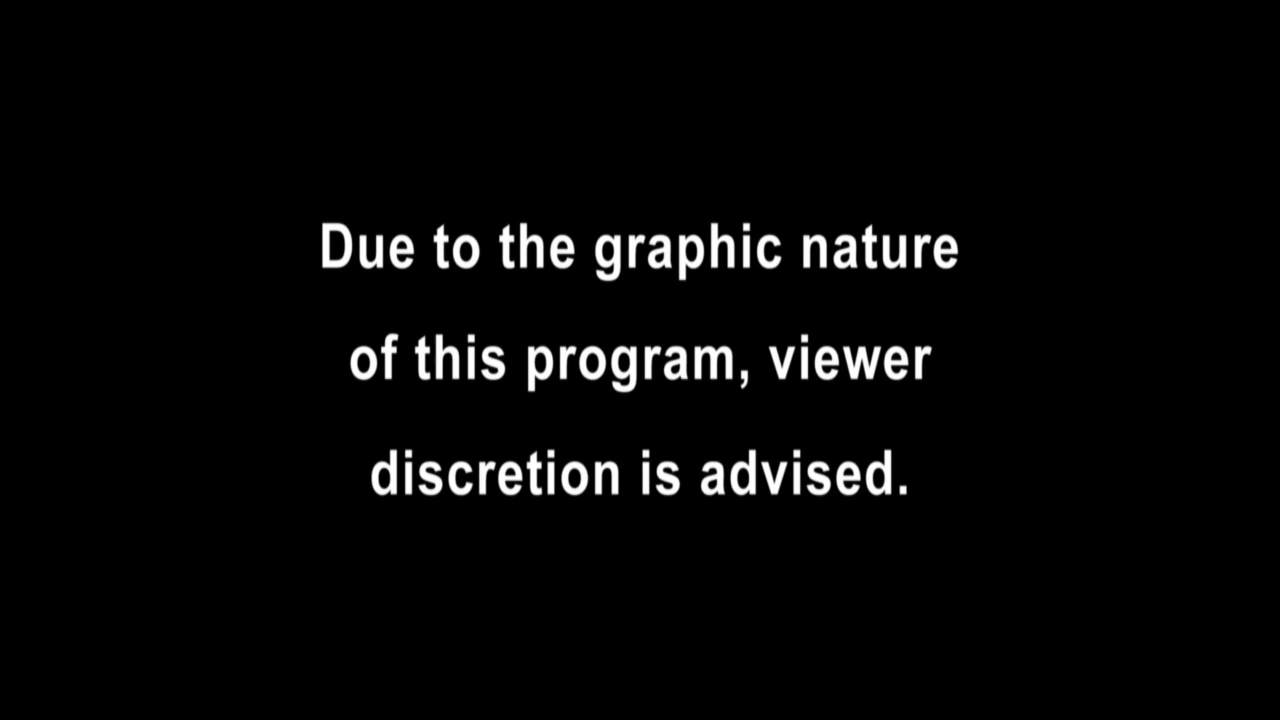 Due to the graphic nature
of this program, viewer
discretion is advised.